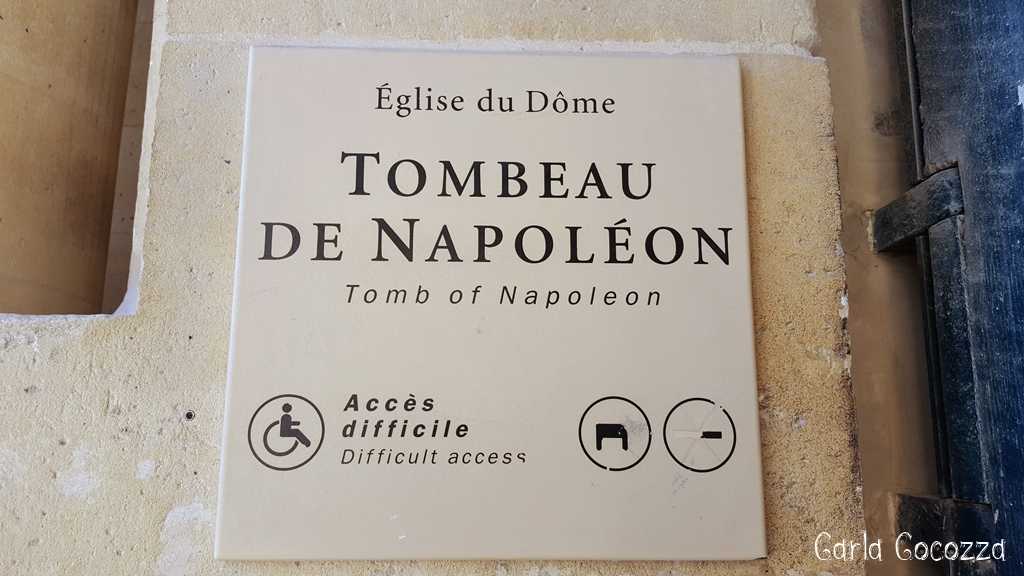 Église du Dôme
TOMBEAU
DE NAPOLÉON
Tomb of Napoleon
Accès
difficile
Difficult access
Carla Cocozza